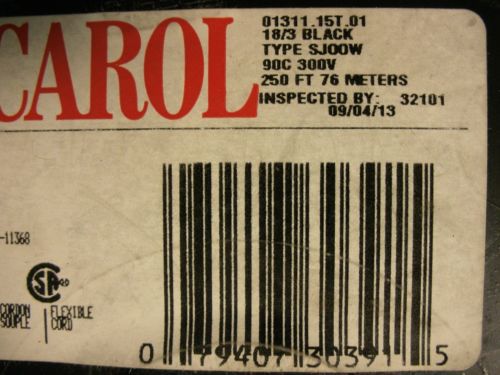 CAROL
01311.15T.01
18/3 BLACK
TYPE SJOOW
90C 300V
250 FT 76 METERS
INSPECTED BY: 32101
09/04/13
-11368
CORDON
SOUPLE
FLEXIBLE
CORD
0 79407 30391 5